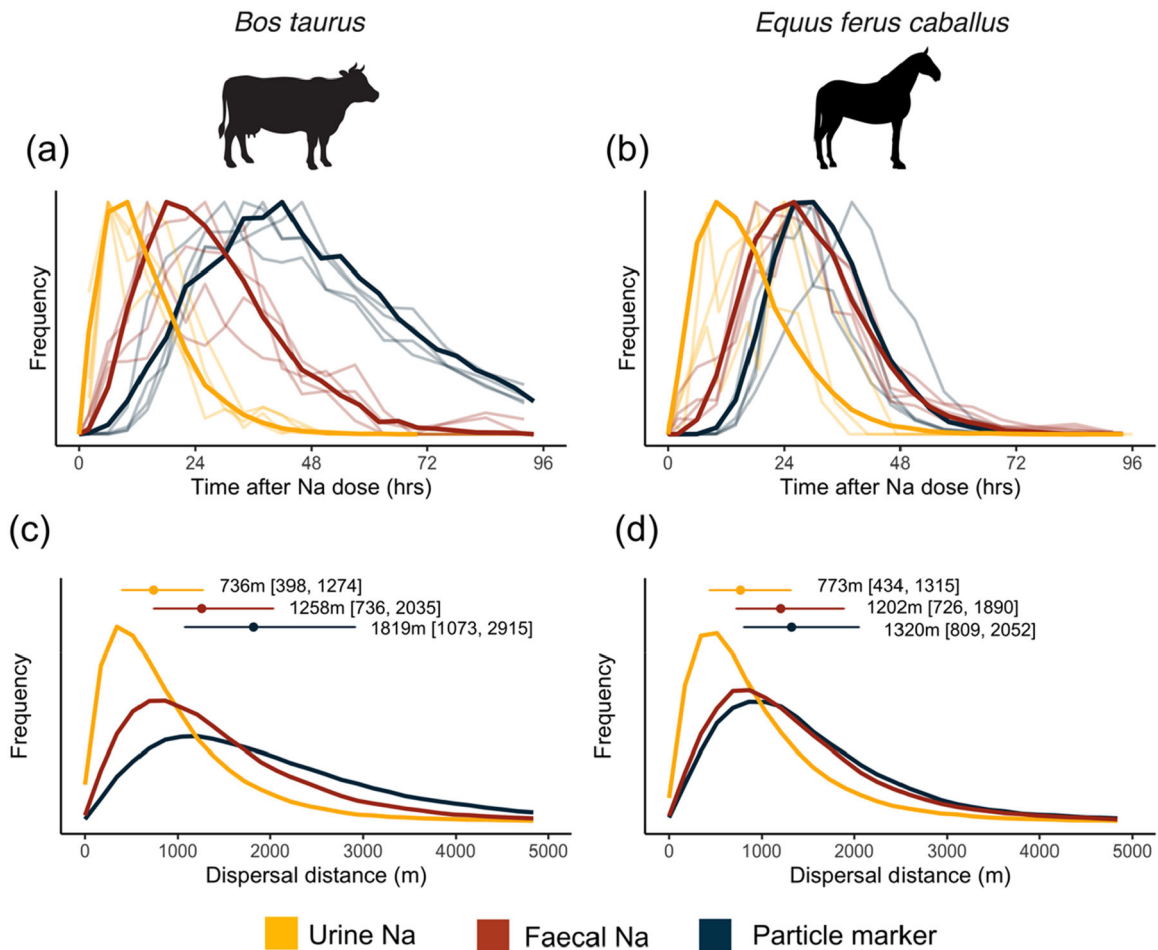 Bos taurus
Equus ferus caballus
(a)
(b)
Frequency
0 24 48 72 96
Time after Na dose (hrs)
Frequency
0 24 48 72 96
Time after Na dose (hrs)
(c)
(d)
736m [398, 1274]
1258m [736, 2035]
1819m [1073, 2915]
Frequency
0 1000 2000 3000 4000 5000
Dispersal distance (m)
773m [434, 1315]
1202m [726, 1890]
1320m [809, 2052]
Frequency
0 1000 2000 3000 4000 5000
Dispersal distance (m)
Urine Na Faecal Na Particle marker